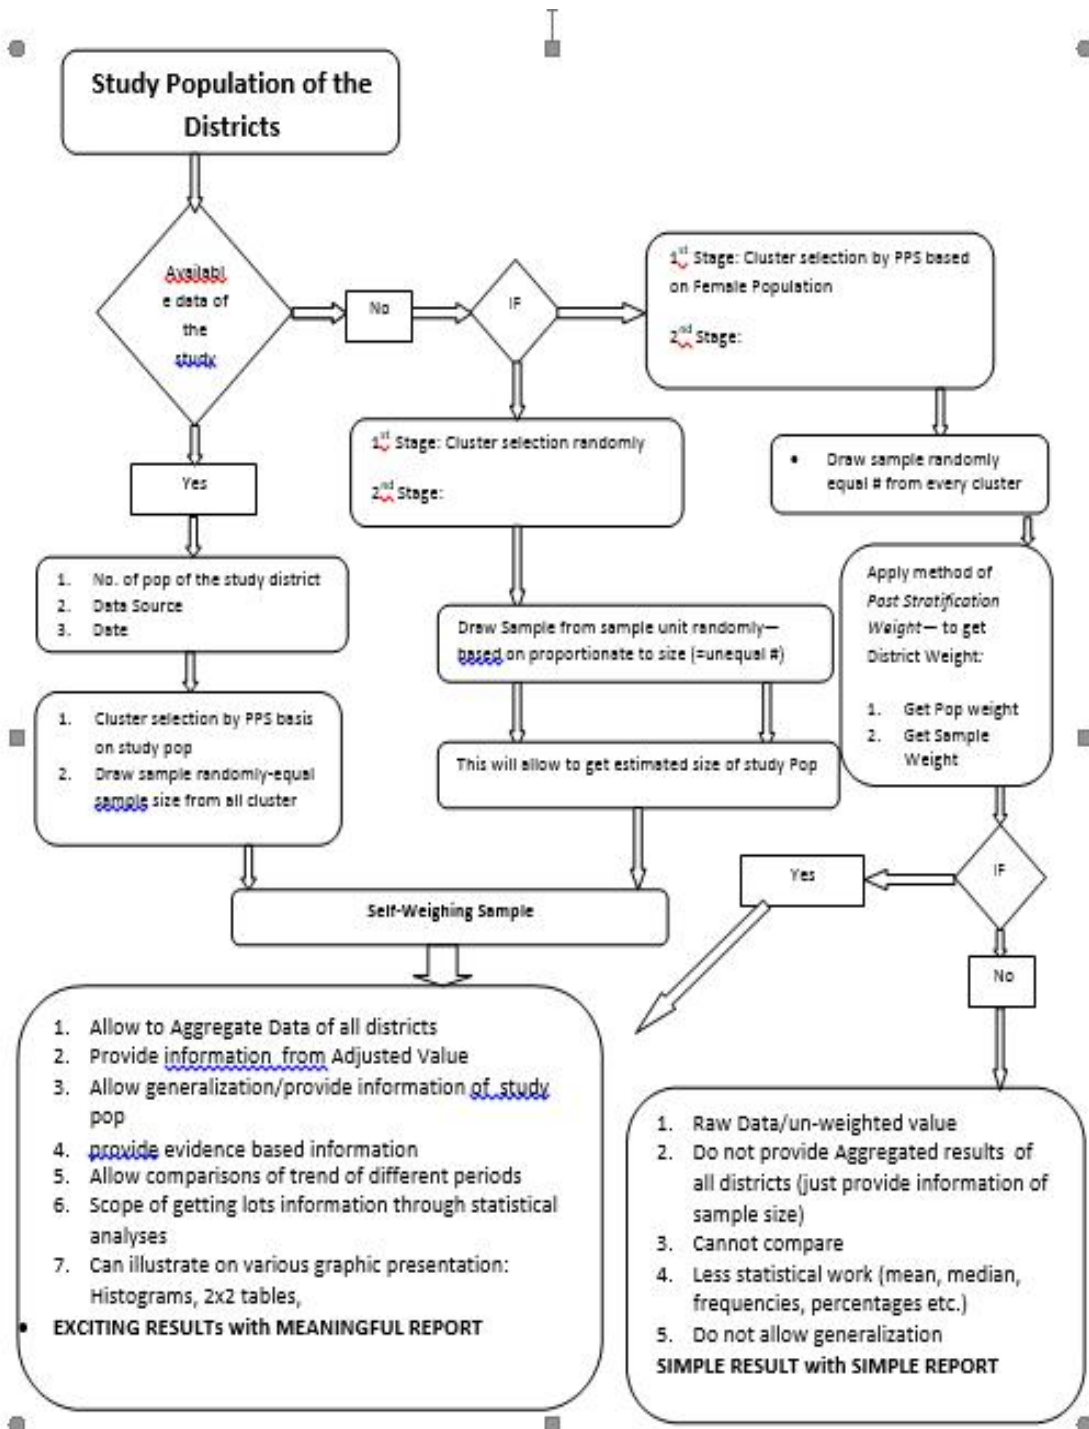 Study Population of the
Districts
Availabl
e data of
the
study
No
IF
1st Stage: Cluster selection by PPS based
on Female Population
2nd Stage:
Yes
1st Stage: Cluster selection randomly
2nd Stage:
• Draw sample randomly
equal # from every cluster
1. No. of pop of the study district
2. Data Source
3. Date
Draw Sample from sample unit randomly—
based on proportionate to size (=unequal #)
Apply method of
Post Stratification
Weight— to get
District Weight:
1. Get Pop weight
2. Get Sample
Weight
1. Cluster selection by PPS basis
on study pop
2. Draw sample randomly-equal
sample size from all cluster
This will allow to get estimated size of study Pop
Yes
IF
Self-Weighing Sample
No
1. Allow to Aggregate Data of all districts
2. Provide information from Adjusted Value
3. Allow generalization/provide information of study
pop
4. provide evidence based information
5. Allow comparisons of trend of different periods
6. Scope of getting lots information through statistical
analyses
7. Can illustrate on various graphic presentation:
Histograms, 2x2 tables,
• EXCITING RESULTs with MEANINGFUL REPORT
1. Raw Data/un-weighted value
2. Do not provide Aggregated results of
all districts (just provide information of
sample size)
3. Cannot compare
4. Less statistical work (mean, median,
frequencies, percentages etc.)
5. Do not allow generalization
SIMPLE RESULT with SIMPLE REPORT